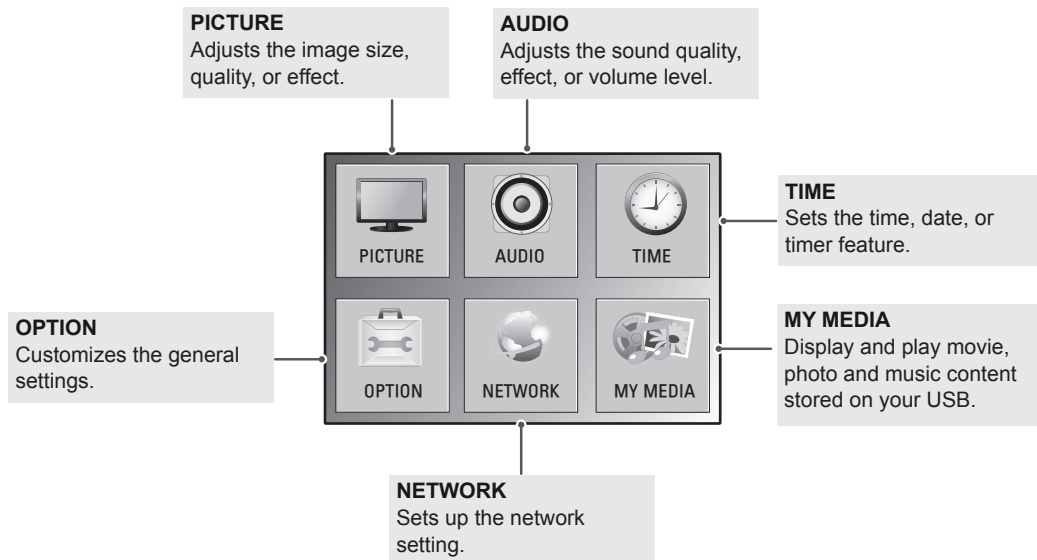 PICTURE
Adjusts the image size,
quality, or effect.
AUDIO
Adjusts the sound quality,
effect, or volume level.
PICTURE
AUDIO
TIME
TIME
Sets the time, date, or
timer feature.
OPTION
Customizes the general
settings.
OPTION
NETWORK
MY MEDIA
MY MEDIA
Display and play movie,
photo and music content
stored on your USB.
NETWORK
Sets up the network
setting.